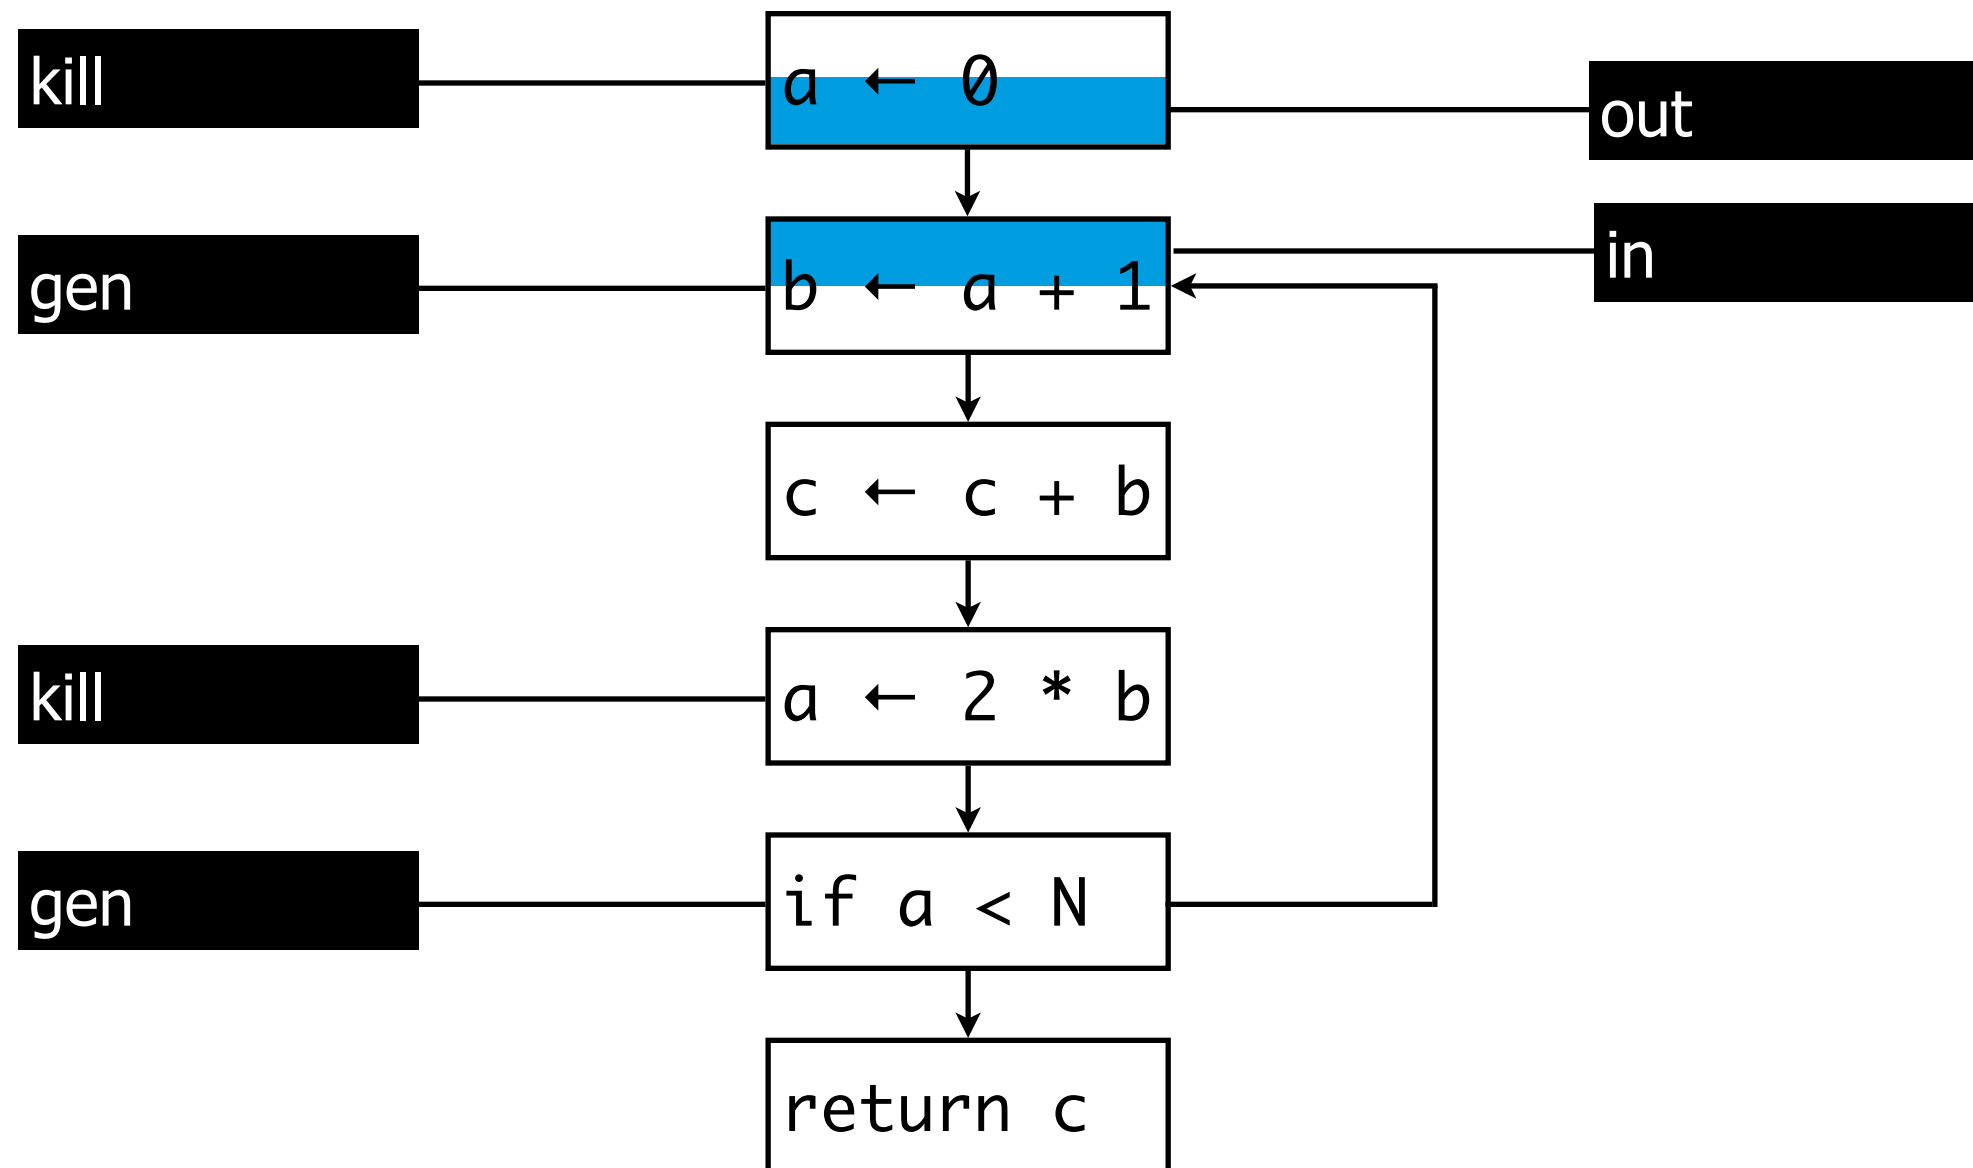 kill
a ← 0
out
gen
b ← a + 1
in
c ← c + b
kill
a ← 2 * b
gen
if a < N
return c